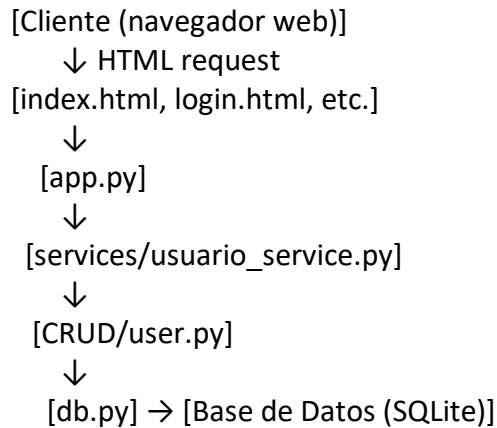 [Cliente (navegador web)]
↓ HTML request
[index.html, login.html, etc.]
↓
[app.py]
↓
[services/usuario_service.py]
↓
[CRUD/user.py]
↓
[db.py] → [Base de Datos (SQLite)]